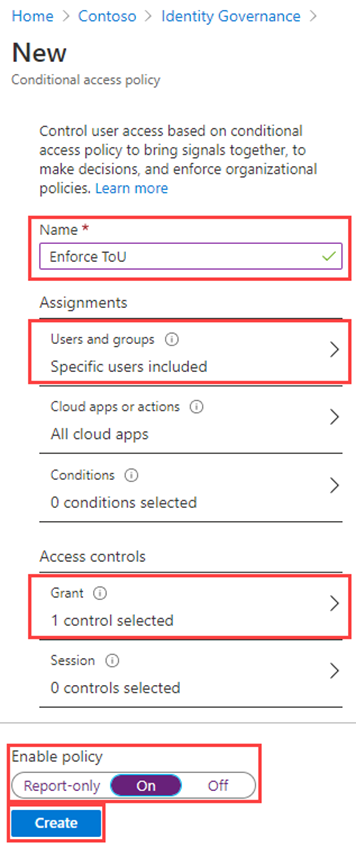 Home > Contoso > Identity Governance >
New
Conditional access policy
Control user access based on conditional
access policy to bring signals together, to
make decisions, and enforce organizational
policies. Learn more
Name *
Enforce ToU
Assignments
Users and groups
Specific users included
Cloud apps or actions
All cloud apps
Conditions
0 conditions selected
Access controls
Grant
1 control selected
Session
0 controls selected
Enable policy
Report-only On Off
Create